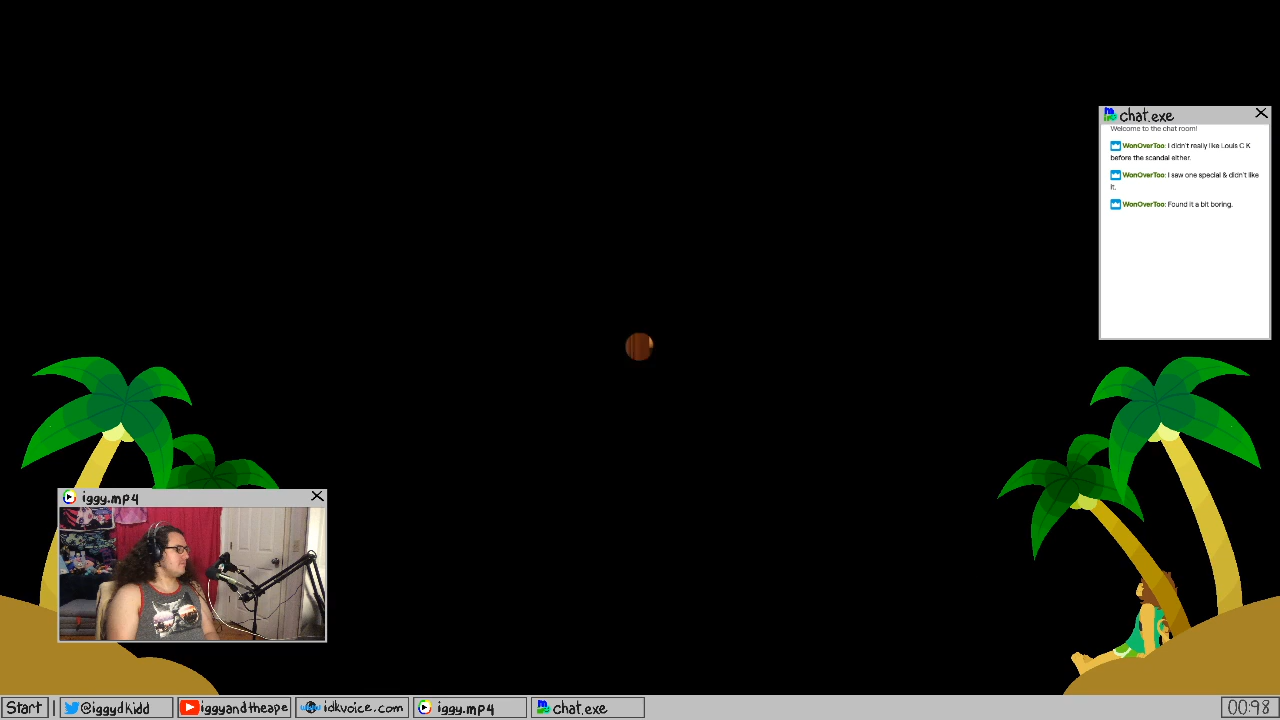 chat.exe
Welcome to the chat room!
WonOverToo: I didn't really like Louis C K
before the scandal either.
WonOverToo: I saw one special & didn't like
it.
WonOverToo: Found it a bit boring.
iggy.mp4
Start
@iggydkidd
iggyandtheape
www
idkvoice.com
iggy.mp4
chat.exe
00:98